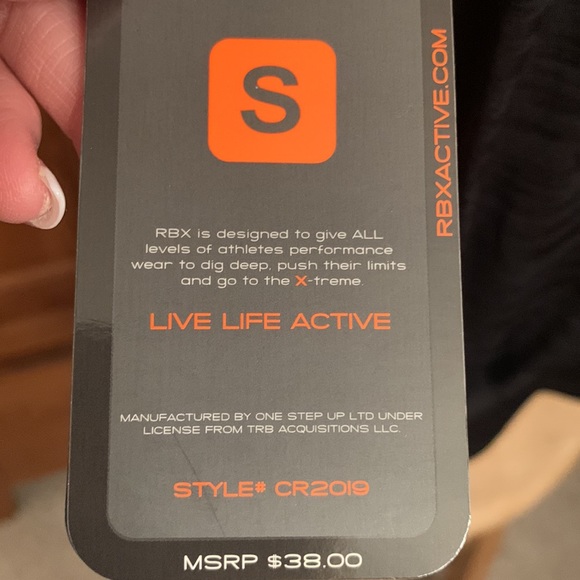 S
RBXACTIVE.COM
RBX is designed to give ALL
levels of athletes performance
wear to dig deep, push their limits
and go to the X-treme.
LIVE LIFE ACTIVE
MANUFACTURED BY ONE STEP UP LTD UNDER
LICENSE FROM TRB ACQUISITIONS LLC.
STYLE# CR2019
MSRP $38.00